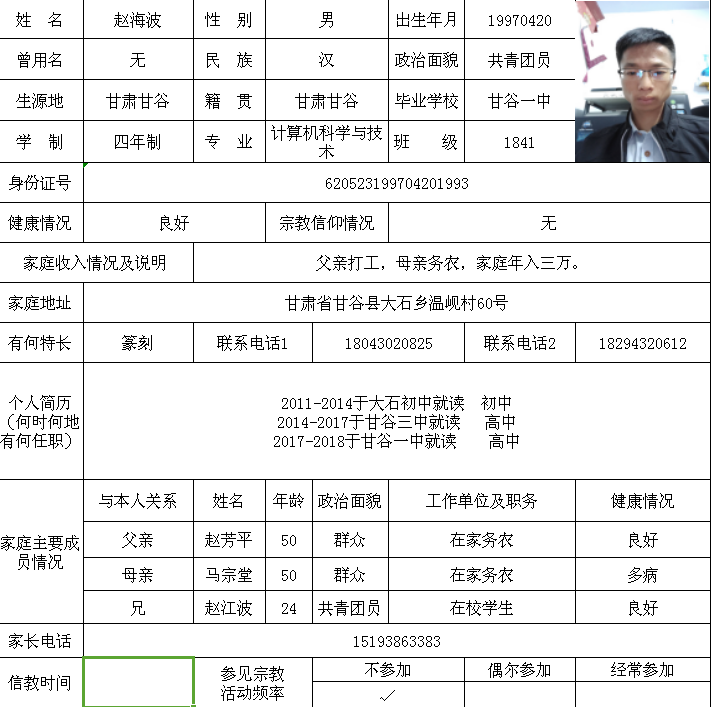 姓 名 赵海波 性 别 男 出生年月 19970420
曾用名 无 民 族 汉 政治面貌 共青团员
生源地 甘肃甘谷 籍 贯 甘肃甘谷 毕业学校 甘谷一中
学 制 四年制 专 业 计算机科学与技术 班 级 1841
身份证号 620523199704201993
健康情况 良好 宗教信仰情况 无
家庭收入情况及说明 父亲打工，母亲务农，家庭年入三万。
家庭地址 甘肃省甘谷县大石乡温岘村60号
有何特长 篆刻 联系电话1 18043020825 联系电话2 18294320612
个人简历
（何时何地
有何任职）
2011-2014于大石初中就读 初中
2014-2017于甘谷三中就读 高中
2017-2018于甘谷一中就读 高中
家庭主要成
员情况
与本人关系 姓名 年龄 政治面貌 工作单位及职务 健康情况
父亲 赵芳平 50 群众 在家务农 良好
母亲 马宗堂 50 群众 在家务农 多病
兄 赵江波 24 共青团员 在校学生 良好
家长电话 15193863383
信教时间
参见宗教
活动频率
不参加 偶尔参加 经常参加
✓